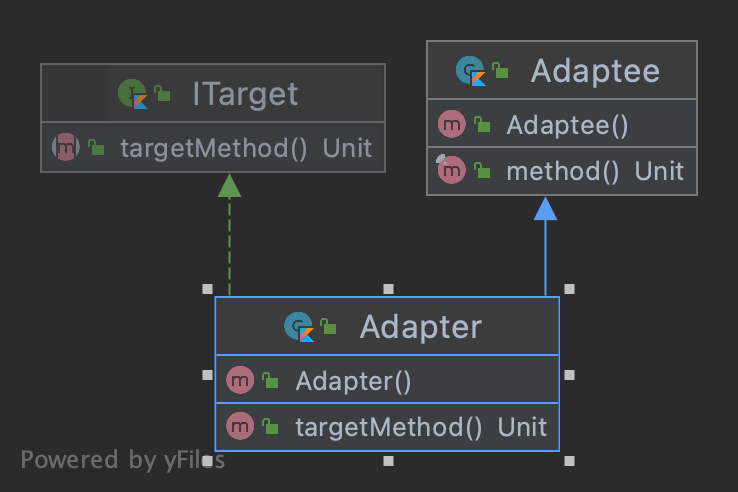 ITarget
targetMethod() Unit
Adaptee
Adaptee()
method() Unit
Adapter
Adapter()
targetMethod() Unit
Powered by yFiles